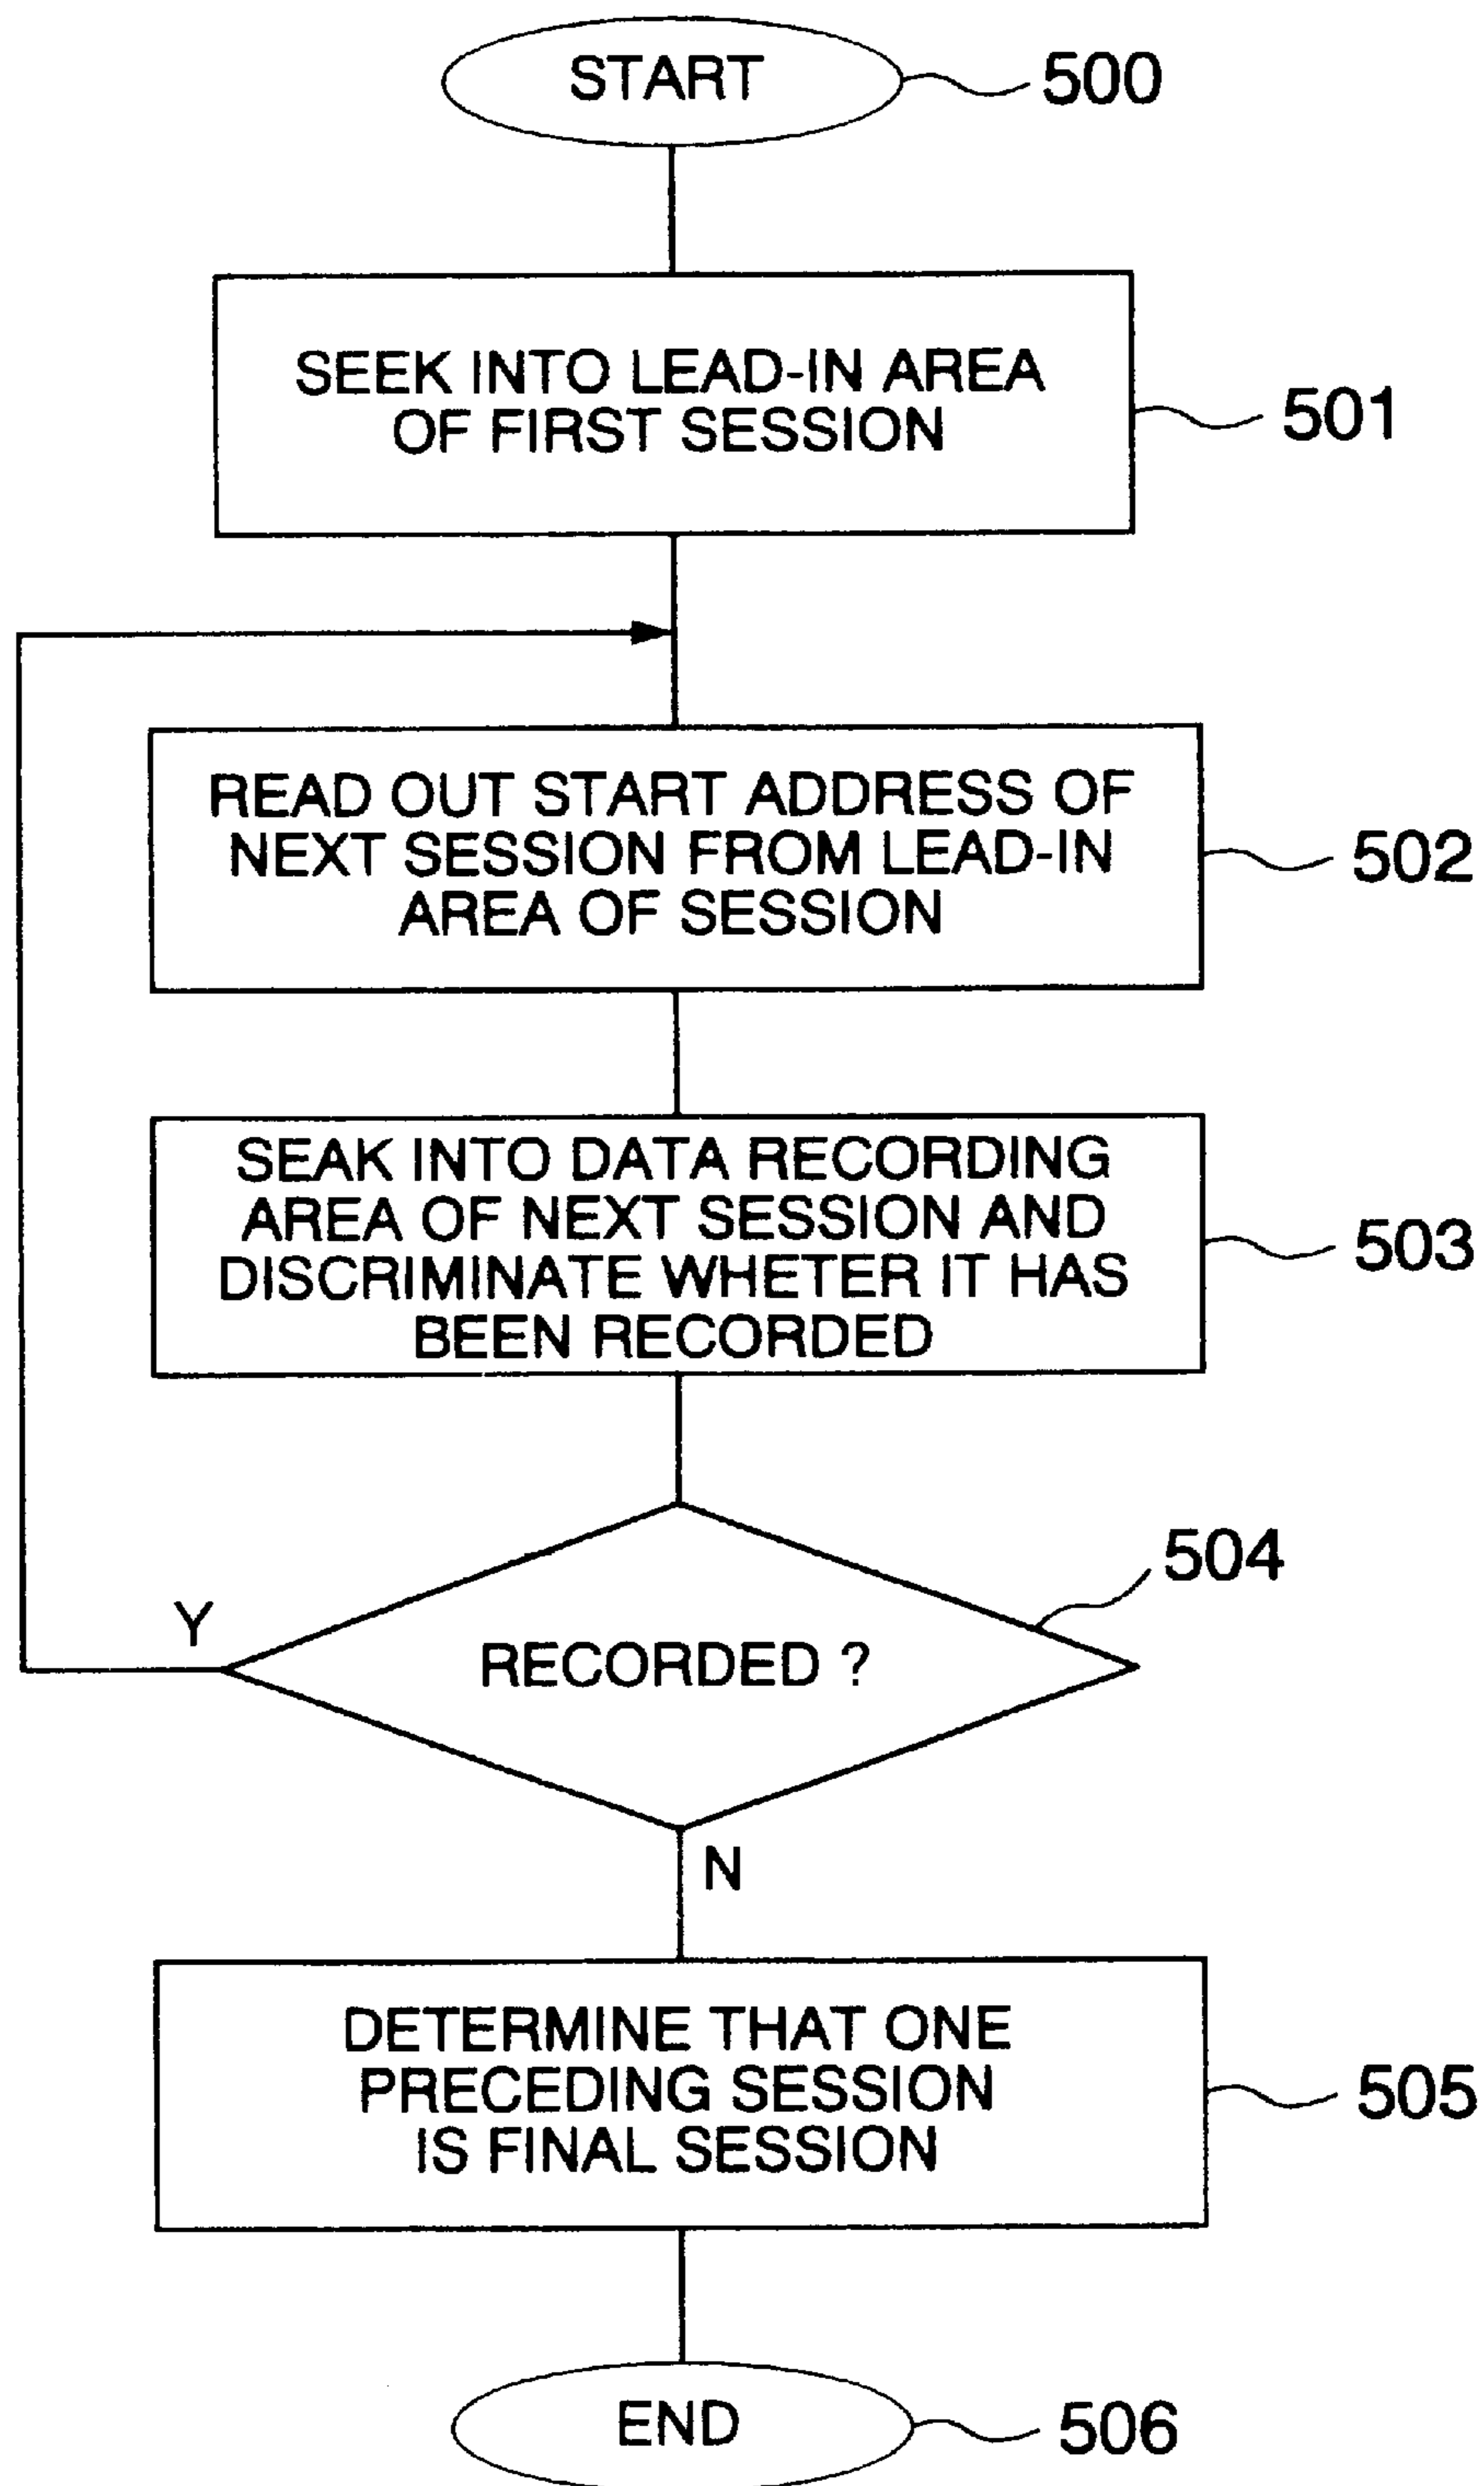 START
500
SEEK INTO LEAD-IN AREA
OF FIRST SESSION
501
READ OUT START ADDRESS OF
NEXT SESSION FROM LEAD-IN
AREA OF SESSION
502
SEAK INTO DATA RECORDING
AREA OF NEXT SESSION AND
DISCRIMINATE WHETER IT HAS
BEEN RECORDED
503
504
Y
RECORDED ?
N
DETERMINE THAT ONE
PRECEDING SESSION
IS FINAL SESSION
505
END
506